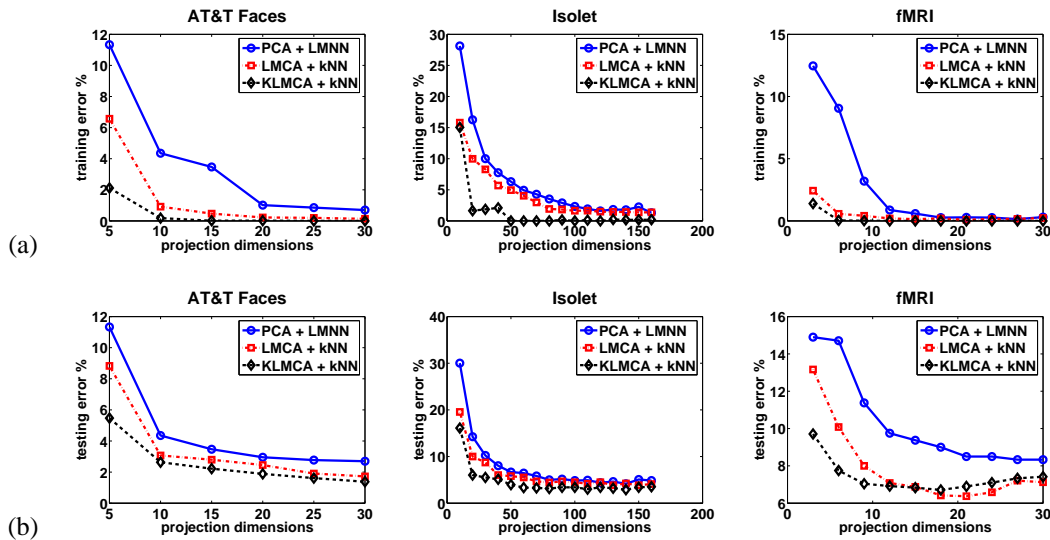 AT&T Faces
12
10
8
6
4
2
0
5
10
15
20
25
30
training error %
projection dimensions
PCA + LMNN
LMCA + kNN
KLMCA + kNN
Isolet
30
25
20
15
10
5
0
0
50
100
150
200
training error %
projection dimensions
PCA + LMNN
LMCA + kNN
KLMCA + kNN
fMRI
15
10
5
0
0
10
20
30
training error %
projection dimensions
PCA + LMNN
LMCA + kNN
KLMCA + kNN
(a)
AT&T Faces
12
10
8
6
4
2
0
5
10
15
20
25
30
testing error %
projection dimensions
PCA + LMNN
LMCA + kNN
KLMCA + kNN
Isolet
40
30
20
10
0
0
50
100
150
200
testing error %
projection dimensions
PCA + LMNN
LMCA + kNN
KLMCA + kNN
fMRI
16
14
12
10
8
6
0
10
20
30
testing error %
projection dimensions
PCA + LMNN
LMCA + kNN
KLMCA + kNN
(b)